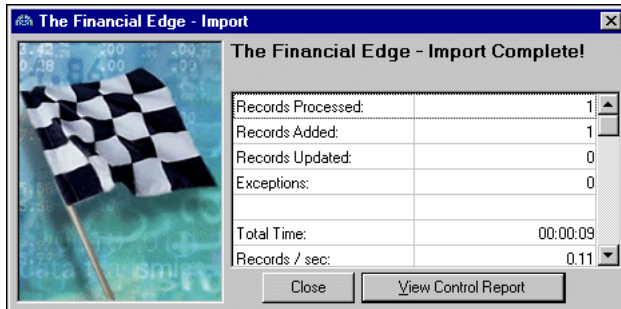 The Financial Edge - Import
The Financial Edge - Import Complete!
Records Processed: 1
Records Added: 1
Records Updated: 0
Exceptions: 0
Total Time: 00:00:09
Records / sec: 0.11
Close View Control Report